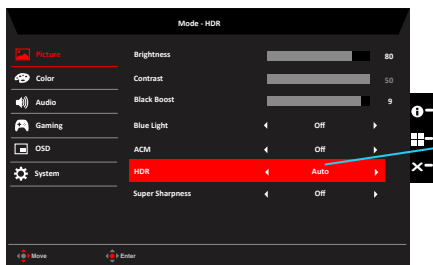 Mode - HDR
Picture
Brightness 80
Color
Contrast 50
Audio
Black Boost 9
Gaming
Blue Light Off
OSD
ACM Off
System
HDR Auto
Super Sharpness Off
Move Enter